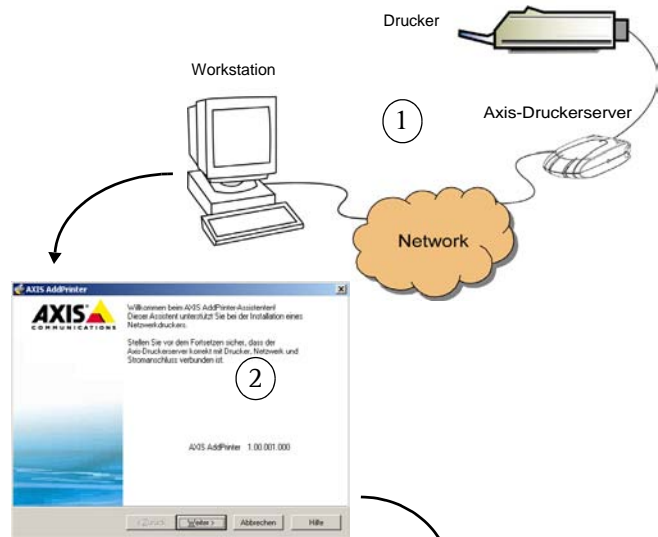 Drucker
Workstation
1
Axis-Druckerserver
Network
AXIS AddPrinter
AXIS
COMMUNICATIONS
Willkommen beim AXIS AddPrinter-Assistenten!
Dieser Assistent unterstützt Sie bei der Installation eines
Netzwerkdruckers.
Stellen Sie vor dem Fortsetzen sicher, dass der
Axis-Druckerserver korrekt mit Drucker, Netzwerk und
Stromanschluss verbunden ist.
2
AXIS AddPrinter 1.00.001.000
< Zurück
Weiter >
Abbrechen
Hilfe